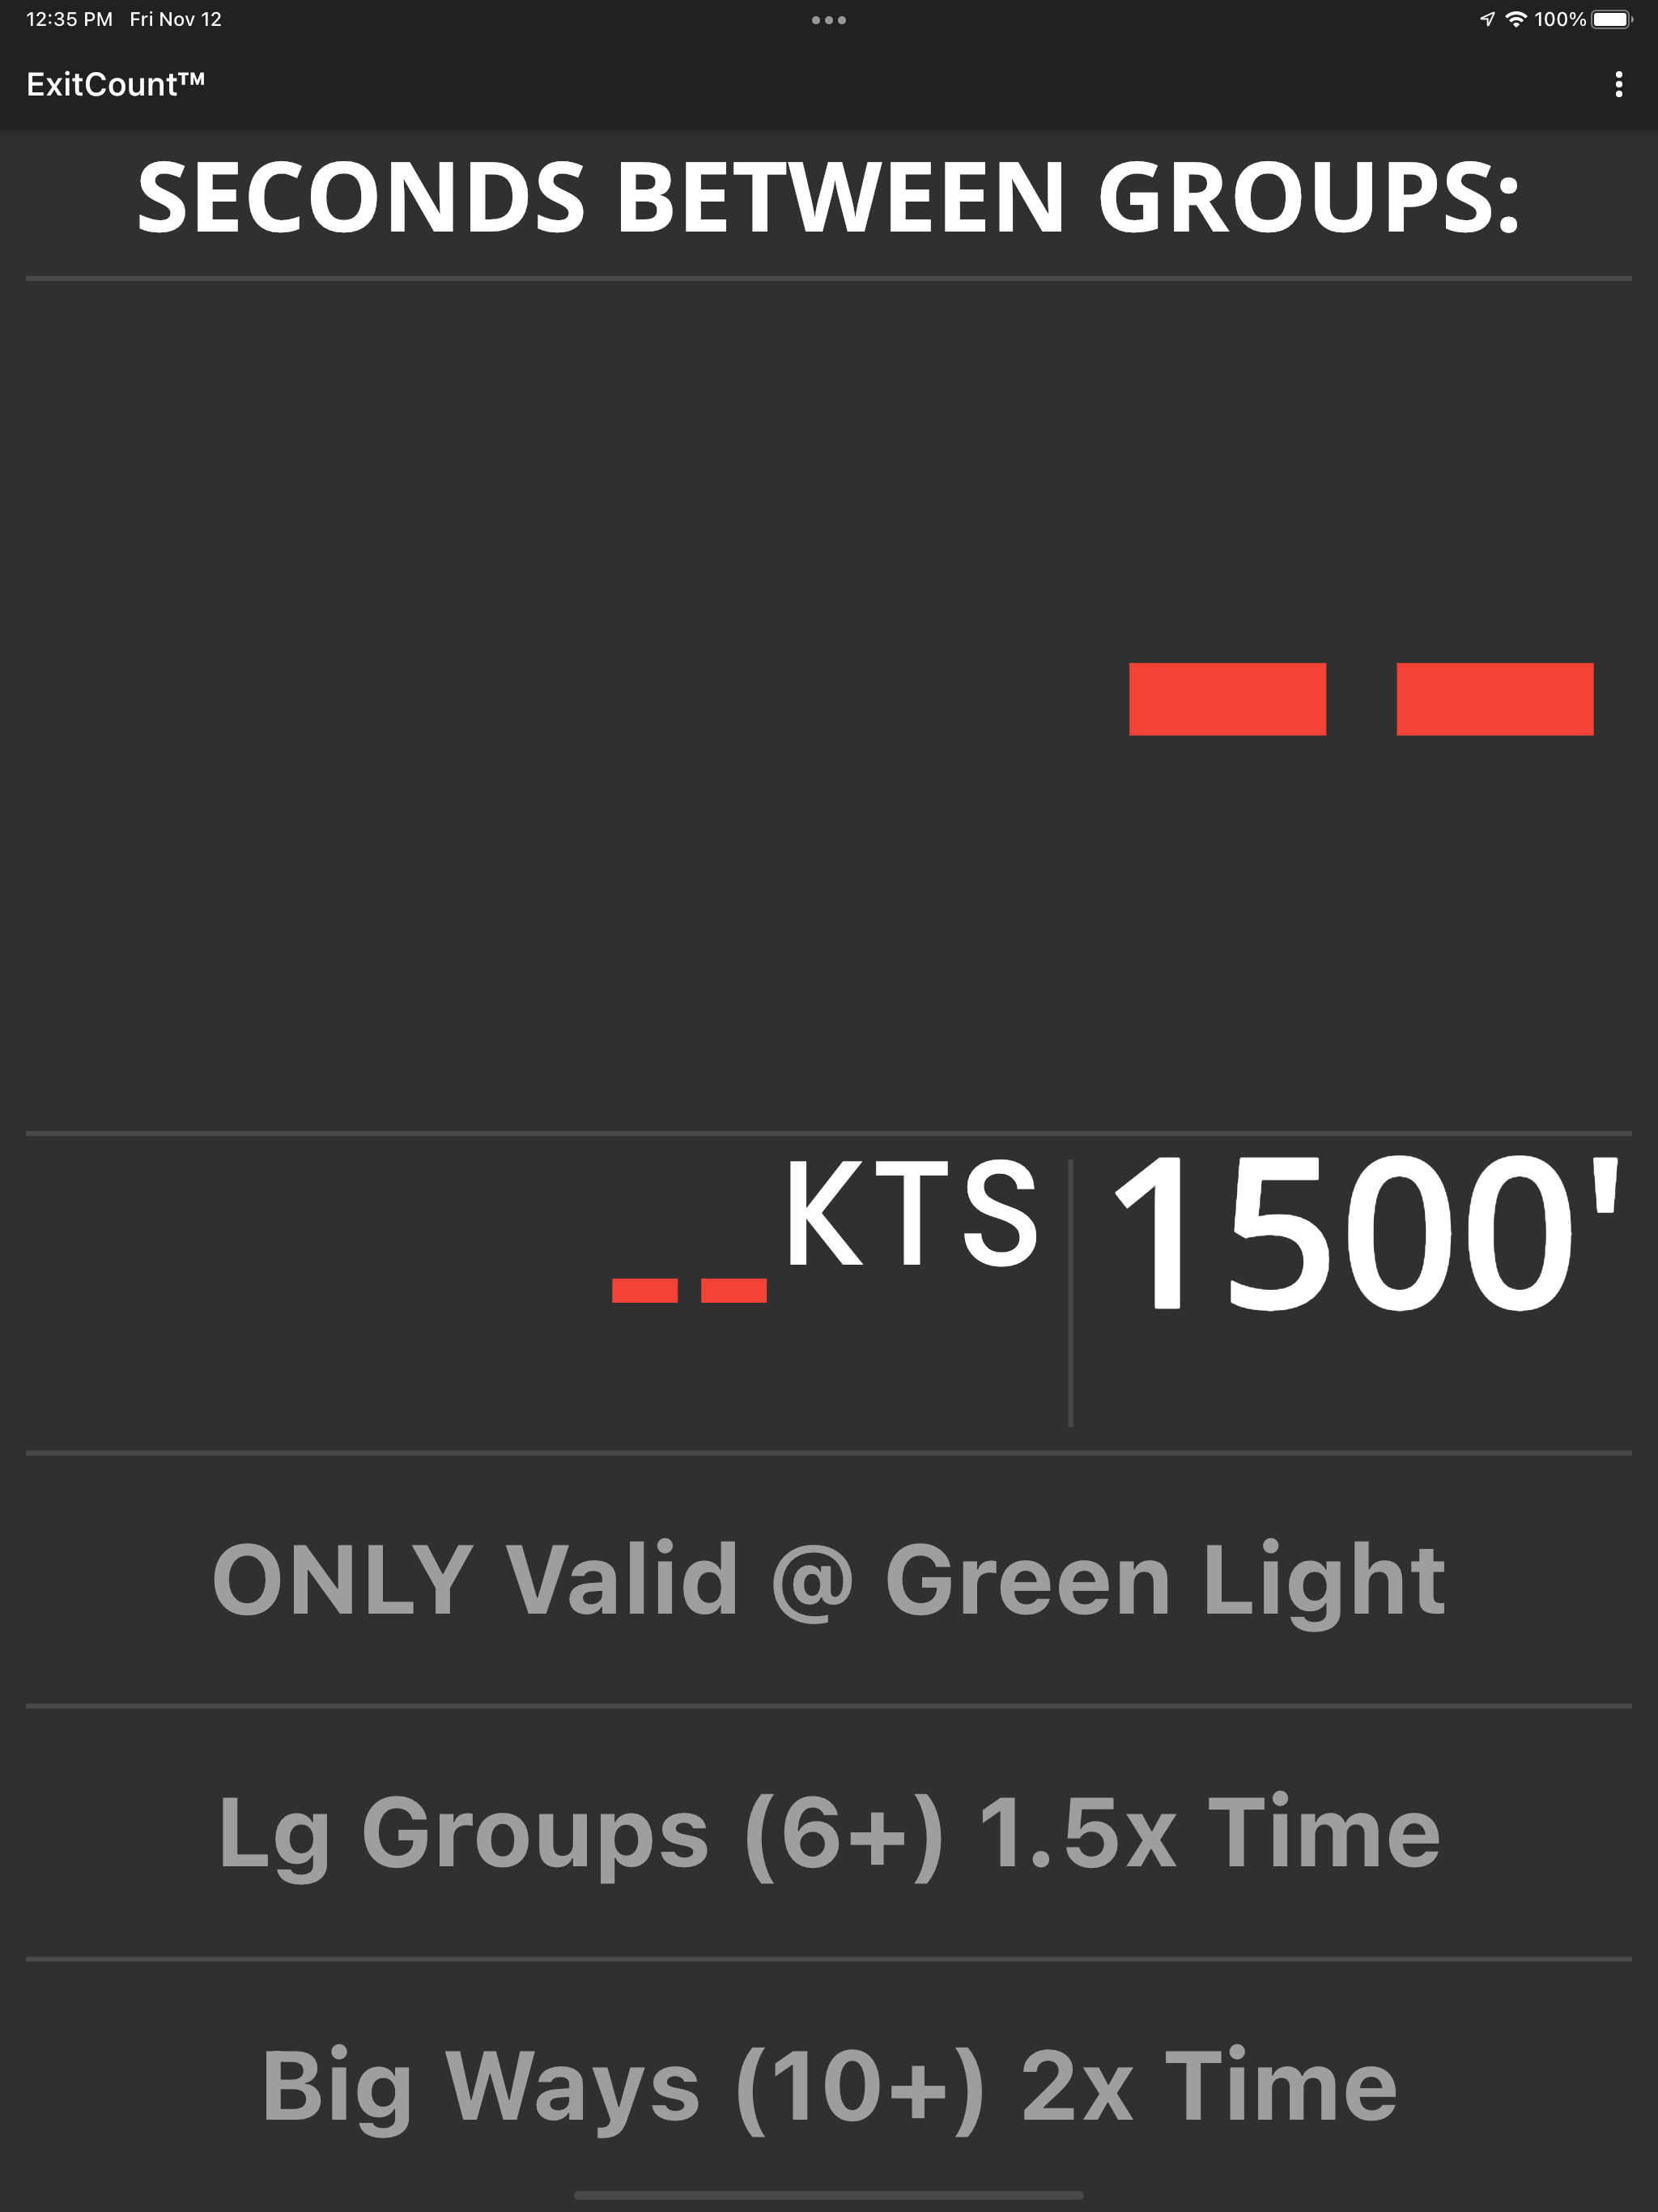 12:35 PM Fri Nov 12 100%
ExitCount™
SECONDS BETWEEN GROUPS:
--
-- KTS 1500'
ONLY Valid @ Green Light
Lg Groups (6+) 1.5x Time
Big Ways (10+) 2x Time